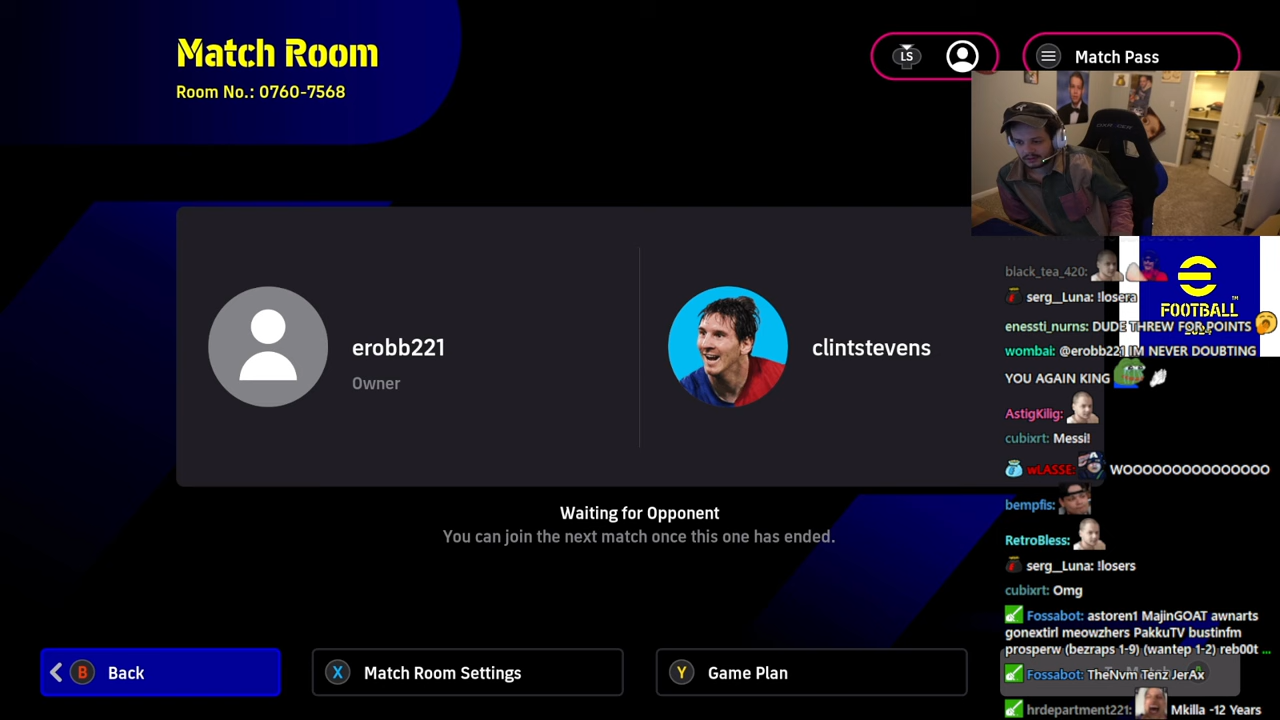 Match Room
Room No.: 0760-7568
LS
Match Pass
erobb221
Owner
clintstevens
Waiting for Opponent
You can join the next match once this one has ended.
B Back
X Match Room Settings
Y Game Plan
FOOTBALL
black_tea_420:
serg__Luna: !losera
enessti_nurns: DUDE THREW FOR POINTS
wombai: @erobb221 IM NEVER DOUBTING
YOU AGAIN KING
AstigKilig:
cubixrt: Messi!
wLASSE: WOOOOOOOOOOOOOOO
bempfis:
RetroBless:
serg__Luna: !losers
cubixrt: Omg
Fossabot: astoren1 MajinGOAT awnarts
gonextirl meowzhers PakkuTV bustinfm
prosperw (bezraps 1-9) (wantep 1-2) reb00t ...
Fossabot: TheNvm Tenz JerAx
hrdepartment221: Mkilla -12 Years